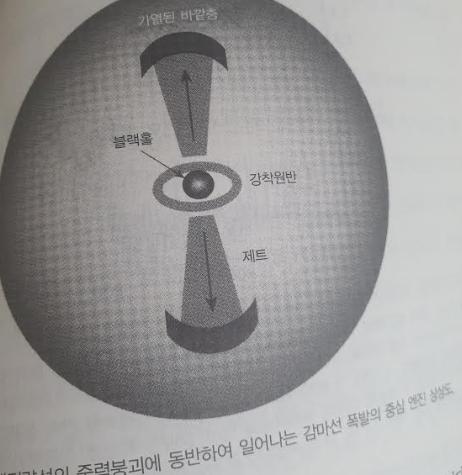 가열된 바깥층
블랙홀
강착원반
제트
중력붕괴에 동반하여 일어나는 감마선 폭발의 중심 엔진 상상도